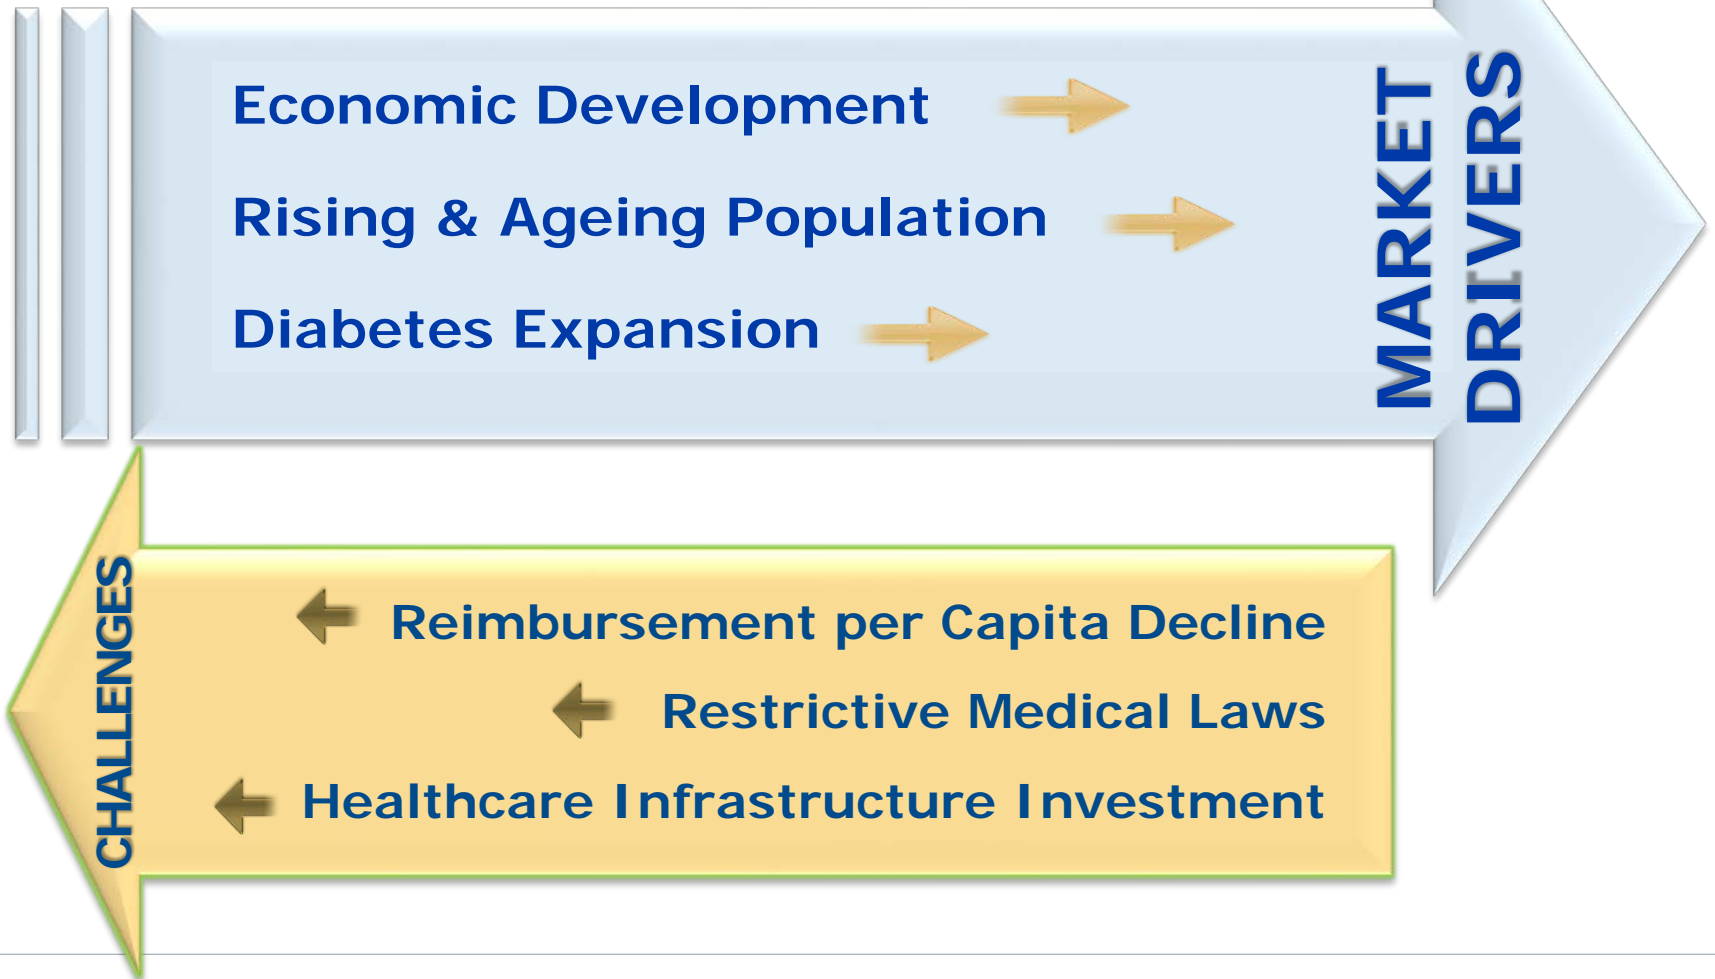 Economic Development
Rising & Ageing Population
Diabetes Expansion
MARKET
DRIVERS
CHALLENGES
Reimbursement per Capita Decline
Restrictive Medical Laws
Healthcare Infrastructure Investment